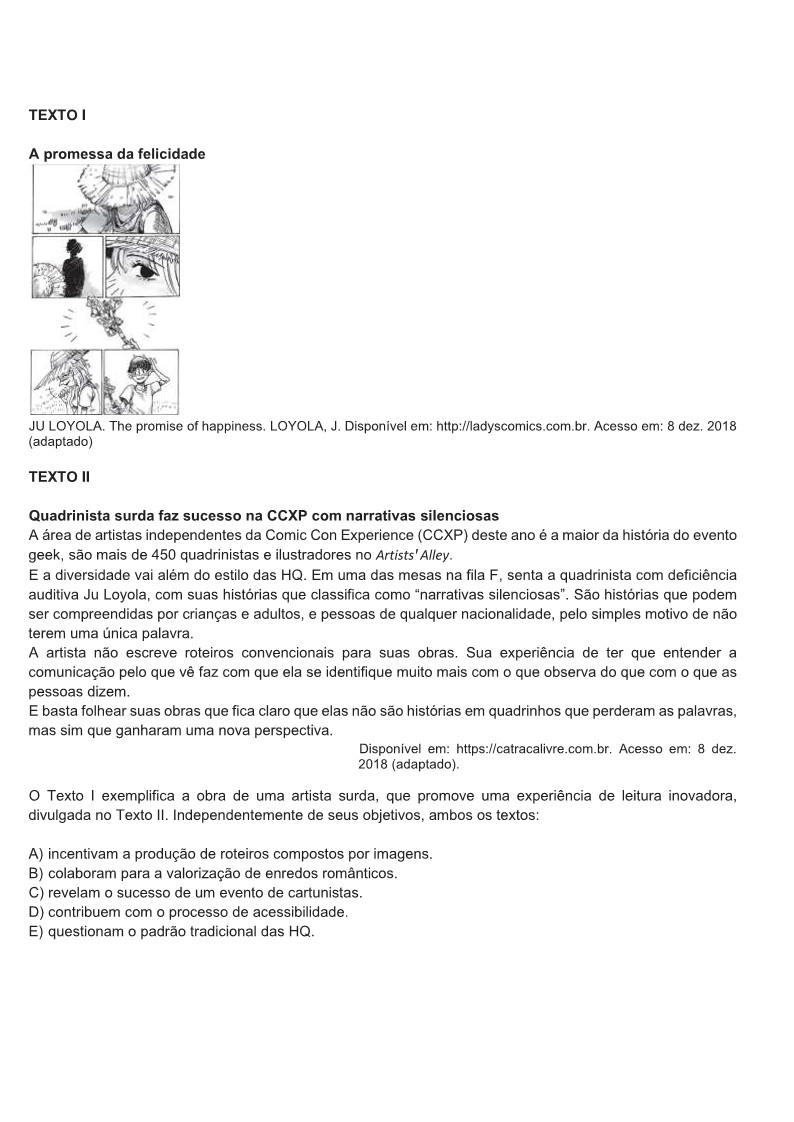 TEXTO I
A promessa da felicidade
JU LOYOLA. The promise of happiness. LOYOLA, J. Disponível em: http://ladyscomics.com.br. Acesso em: 8 dez. 2018
(adaptado)
TEXTO II
Quadrinista surda faz sucesso na CCXP com narrativas silenciosas
A área de artistas independentes da Comic Con Experience (CCXP) deste ano é a maior da história do evento
geek, são mais de 450 quadrinistas e ilustradores no Artists' Alley.
E a diversidade vai além do estilo das HQ. Em uma das mesas na fila F, senta a quadrinista com deficiência
auditiva Ju Loyola, com suas histórias que classifica como “narrativas silenciosas”. São histórias que podem
ser compreendidas por crianças e adultos, e pessoas de qualquer nacionalidade, pelo simples motivo de não
terem uma única palavra.
A artista não escreve roteiros convencionais para suas obras. Sua experiência de ter que entender a
comunicação pelo que vê faz com que ela se identifique muito mais com o que observa do que com o que as
pessoas dizem.
E basta folhear suas obras que fica claro que elas não são histórias em quadrinhos que perderam as palavras,
mas sim que ganharam uma nova perspectiva.
Disponível em: https://catracalivre.com.br. Acesso em: 8 dez.
2018 (adaptado).
O Texto I exemplifica a obra de uma artista surda, que promove uma experiência de leitura inovadora,
divulgada no Texto II. Independentemente de seus objetivos, ambos os textos:
A) incentivam a produção de roteiros compostos por imagens.
B) colaboram para a valorização de enredos românticos.
C) revelam o sucesso de um evento de cartunistas.
D) contribuem com o processo de acessibilidade.
E) questionam o padrão tradicional das HQ.